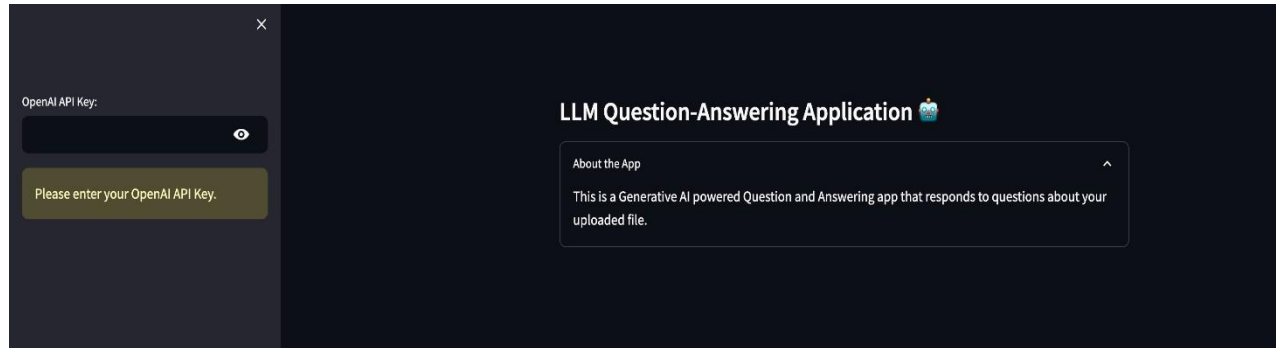 OpenAI API Key:
Please enter your OpenAI API Key.
LLM Question-Answering Application 🤖
About the App
This is a Generative AI powered Question and Answering app that responds to questions about your
uploaded file.